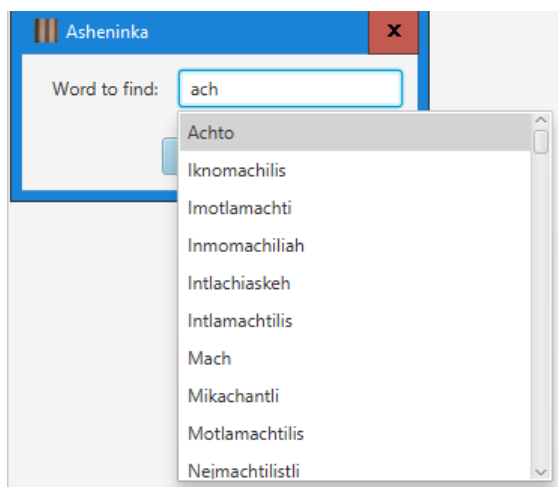 Asheninka
x
Word to find: ach
Achto
Iknomachilis
Imotlamachti
Inmomachiliah
Intlachiaskeh
Intlamachtilis
Mach
Mikachantli
Motlamachtilis
Nejmachtilistli